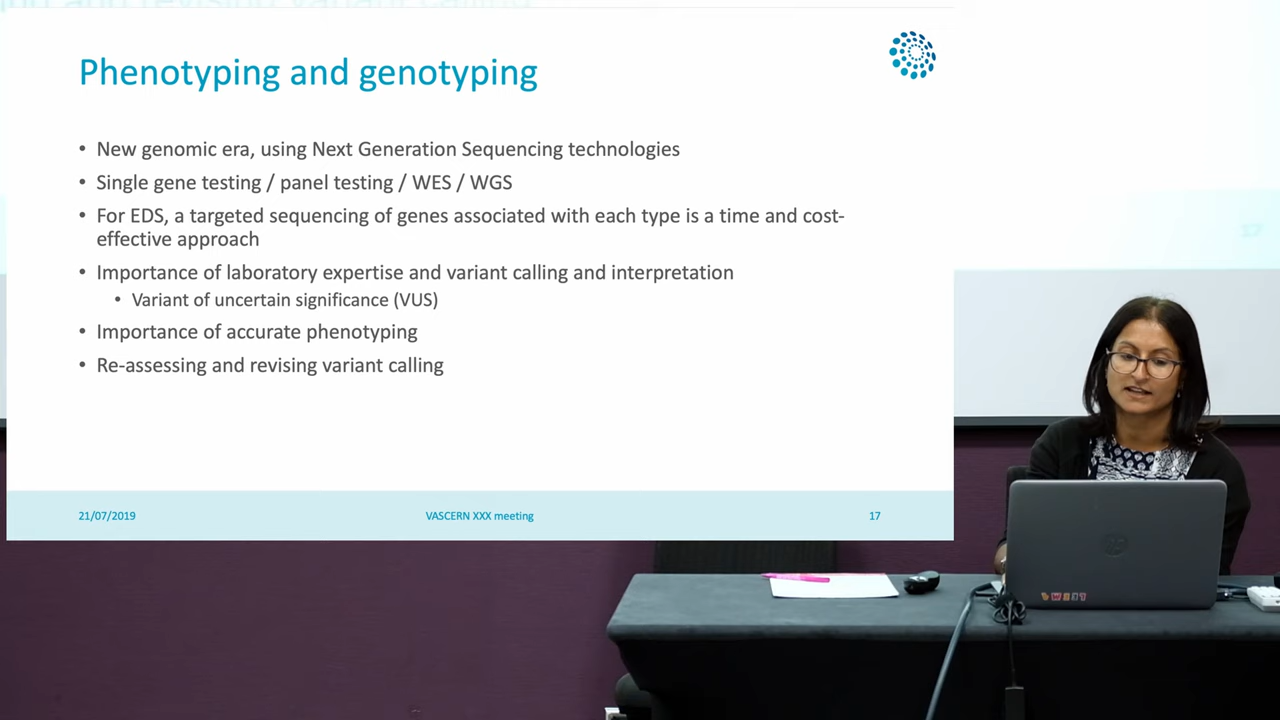 Phenotyping and genotyping
• New genomic era, using Next Generation Sequencing technologies
• Single gene testing / panel testing / WES / WGS
• For EDS, a targeted sequencing of genes associated with each type is a time and cost-
effective approach
• Importance of laboratory expertise and variant calling and interpretation
• Variant of uncertain significance (VUS)
• Importance of accurate phenotyping
• Re-assessing and revising variant calling
21/07/2019
VASCERN XXX meeting
17